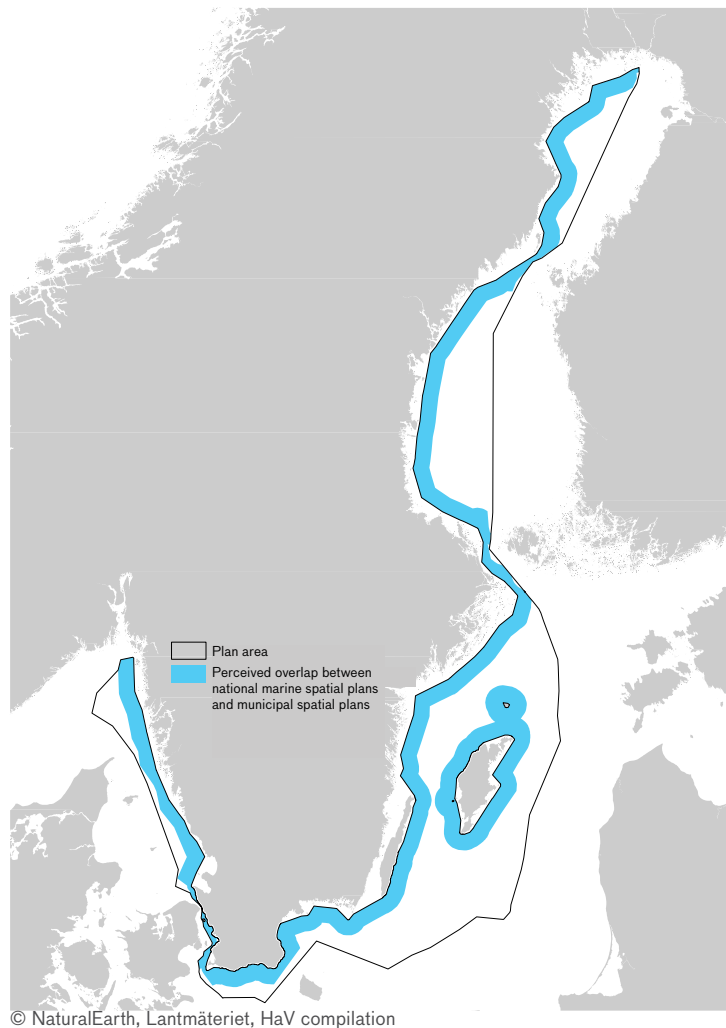 Plan area
Perceived overlap between
national marine spatial plans
and municipal spatial plans
© NaturalEarth, Lantmäteriet, HaV compilation